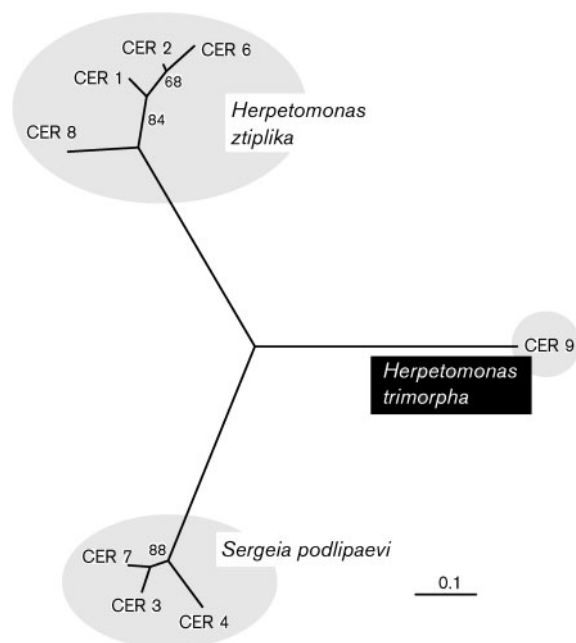 CER 2
CER 6
CER 1
68
84
Herpetomonas
ztiplika
CER 8
CER 9
Herpetomonas
trimorpha
88
Sergeia podlipaevi
CER 7
CER 3
CER 4
0.1